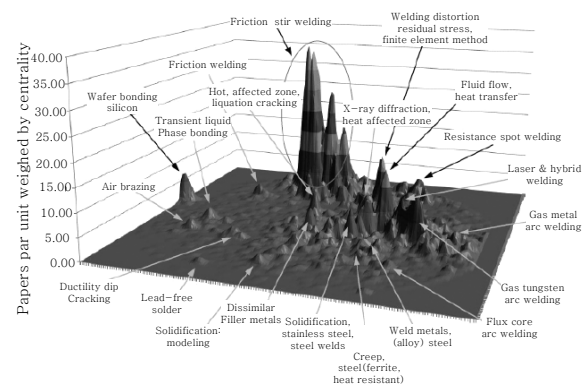 Papers par unit weighed by centrality
40.00
35.00
30.00
25.00
20.00
15.00
10.00
5.00
0.00
Friction stir welding
Welding distortion
residual stress,
finite element method
Friction welding
Hot, affected zone,
liquation cracking
X-ray diffraction,
heat affected zone
Fluid flow,
heat transfer
Wafer bonding
silicon
Transient liquid
Phase bonding
Resistance spot welding
Air brazing
Laser & hybrid
welding
Gas metal
arc welding
Ductility dip
Cracking
Lead-free
solder
Solidification:
modeling
Dissimilar
Filler metals
Solidification,
stainless steel,
steel welds
Creep,
steel(ferrite,
heat resistant)
Weld metals,
(alloy) steel
Flux core
arc welding
Gas tungsten
arc welding